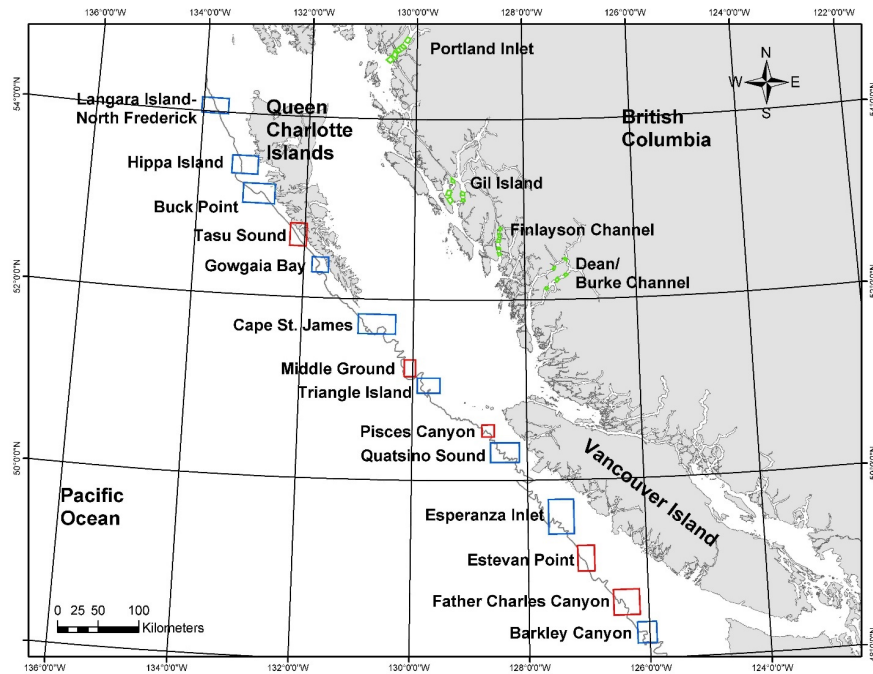 134°0'0"W
132°0'0"W
130°0'0"W
128°0'0"W
126°0'0"W
124°0'0"W
122°0'0"W
Portland Inlet
N
W
E
S
54°0'0"N
54°0'0"N
Langara Island-
North Frederick
Queen
Charlotte
Islands
British
Columbia
Hippa Island
Gil Island
Buck Point
Tasu Sound
Finlayson Channel
Gowgaia Bay
Dean/
Burke Channel
52°0'0"N
52°0'0"N
Cape St. James
Middle Ground
Triangle Island
Pisces Canyon
Quatsino Sound
50°0'0"N
50°0'0"N
Vancouver Island
Pacific
Ocean
Esperanza Inlet
Estevan Point
Father Charles Canyon
0 25 50 100
Kilometers
Barkley Canyon
48°0'0"N
136°0'0"W
134°0'0"W
132°0'0"W
130°0'0"W
128°0'0"W
126°0'0"W
124°0'0"W